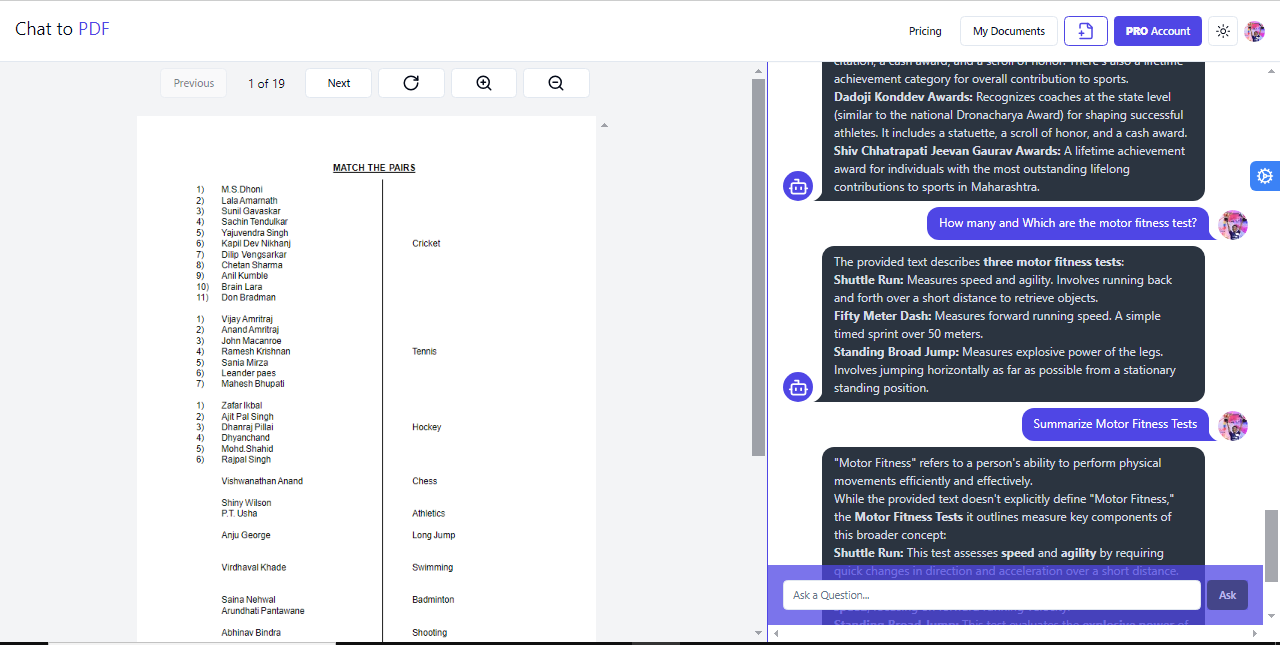 Chat to PDF
Pricing
My Documents
PRO Account
Previous
1 of 19
Next
MATCH THE PAIRS
1) M.S.Dhoni
2) Lala Amarnath
3) Sunil Gavaskar
4) Sachin Tendulkar
5) Yajuvendra Singh
6) Kapil Dev Nikhanj Cricket
7) Dilip Vengsarkar
8) Chetan Sharma
9) Anil Kumble
10) Brain Lara
11) Don Bradman
1) Vijay Amritraj
2) Anand Amritraj
3) John Macanroe
4) Ramesh Krishnan Tennis
5) Sania Mirza
6) Leander paes
7) Mahesh Bhupati
1) Zafar Ikbal
2) Ajit Pal Singh
3) Dhanraj Pillai Hockey
4) Dhyanchand
5) Mohd.Shahid
6) Rajpal Singh
Vishwanathan Anand Chess
Shiny Wilson
P.T. Usha Athletics
Anju George Long Jump
Virdhaval Khade Swimming
Saina Nehwal Badminton
Arundhati Pantawane
Abhinav Bindra Shooting
citation, a cash award, and a scroll of honor. There's also a lifetime
achievement category for overall contribution to sports.
Dadoji Konddev Awards: Recognizes coaches at the state level
(similar to the national Dronacharya Award) for shaping successful
athletes. It includes a statuette, a scroll of honor, and a cash award.
Shiv Chhatrapati Jeevan Gaurav Awards: A lifetime achievement
award for individuals with the most outstanding lifelong
contributions to sports in Maharashtra.
How many and Which are the motor fitness test?
The provided text describes three motor fitness tests:
Shuttle Run: Measures speed and agility. Involves running back
and forth over a short distance to retrieve objects.
Fifty Meter Dash: Measures forward running speed. A simple
timed sprint over 50 meters.
Standing Broad Jump: Measures explosive power of the legs.
Involves jumping horizontally as far as possible from a stationary
standing position.
Summarize Motor Fitness Tests
"Motor Fitness" refers to a person's ability to perform physical
movements efficiently and effectively.
While the provided text doesn't explicitly define "Motor Fitness,"
the Motor Fitness Tests it outlines measure key components of
this broader concept:
Shuttle Run: This test assesses speed and agility by requiring
quick changes in direction and acceleration over a short distance.
Ask a Question...
Ask
Standing Broad Jump: This test evaluates the explosive power of